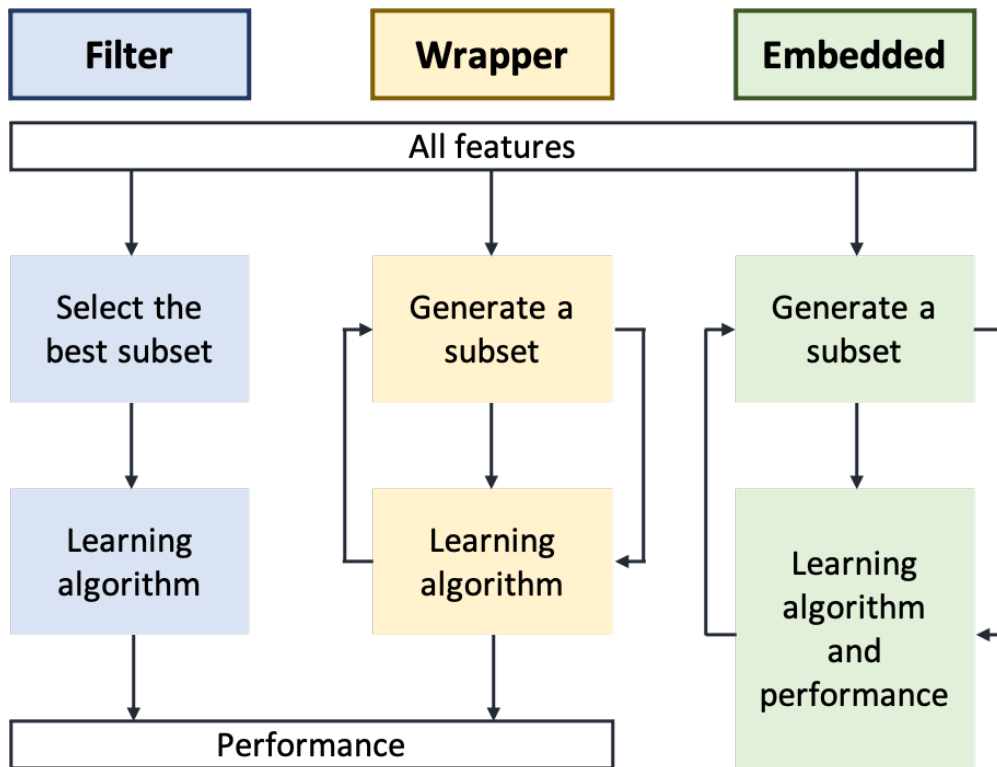 Filter
Wrapper
Embedded
All features
Select the
best subset
Generate a
subset
Generate a
subset
Learning
algorithm
Learning
algorithm
Learning
algorithm
and
performance
Performance